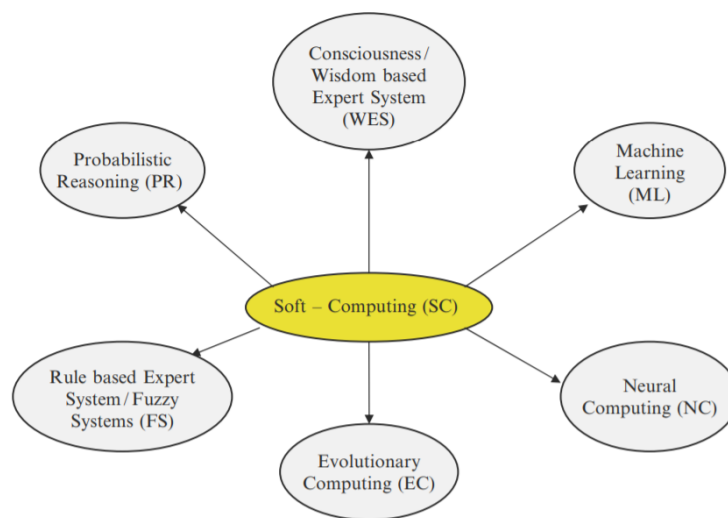 Consciousness/
Wisdom based
Expert System
(WES)
Probabilistic
Reasoning (PR)
Machine
Learning
(ML)
Soft – Computing (SC)
Rule based Expert
System/Fuzzy
Systems (FS)
Neural
Computing (NC)
Evolutionary
Computing (EC)